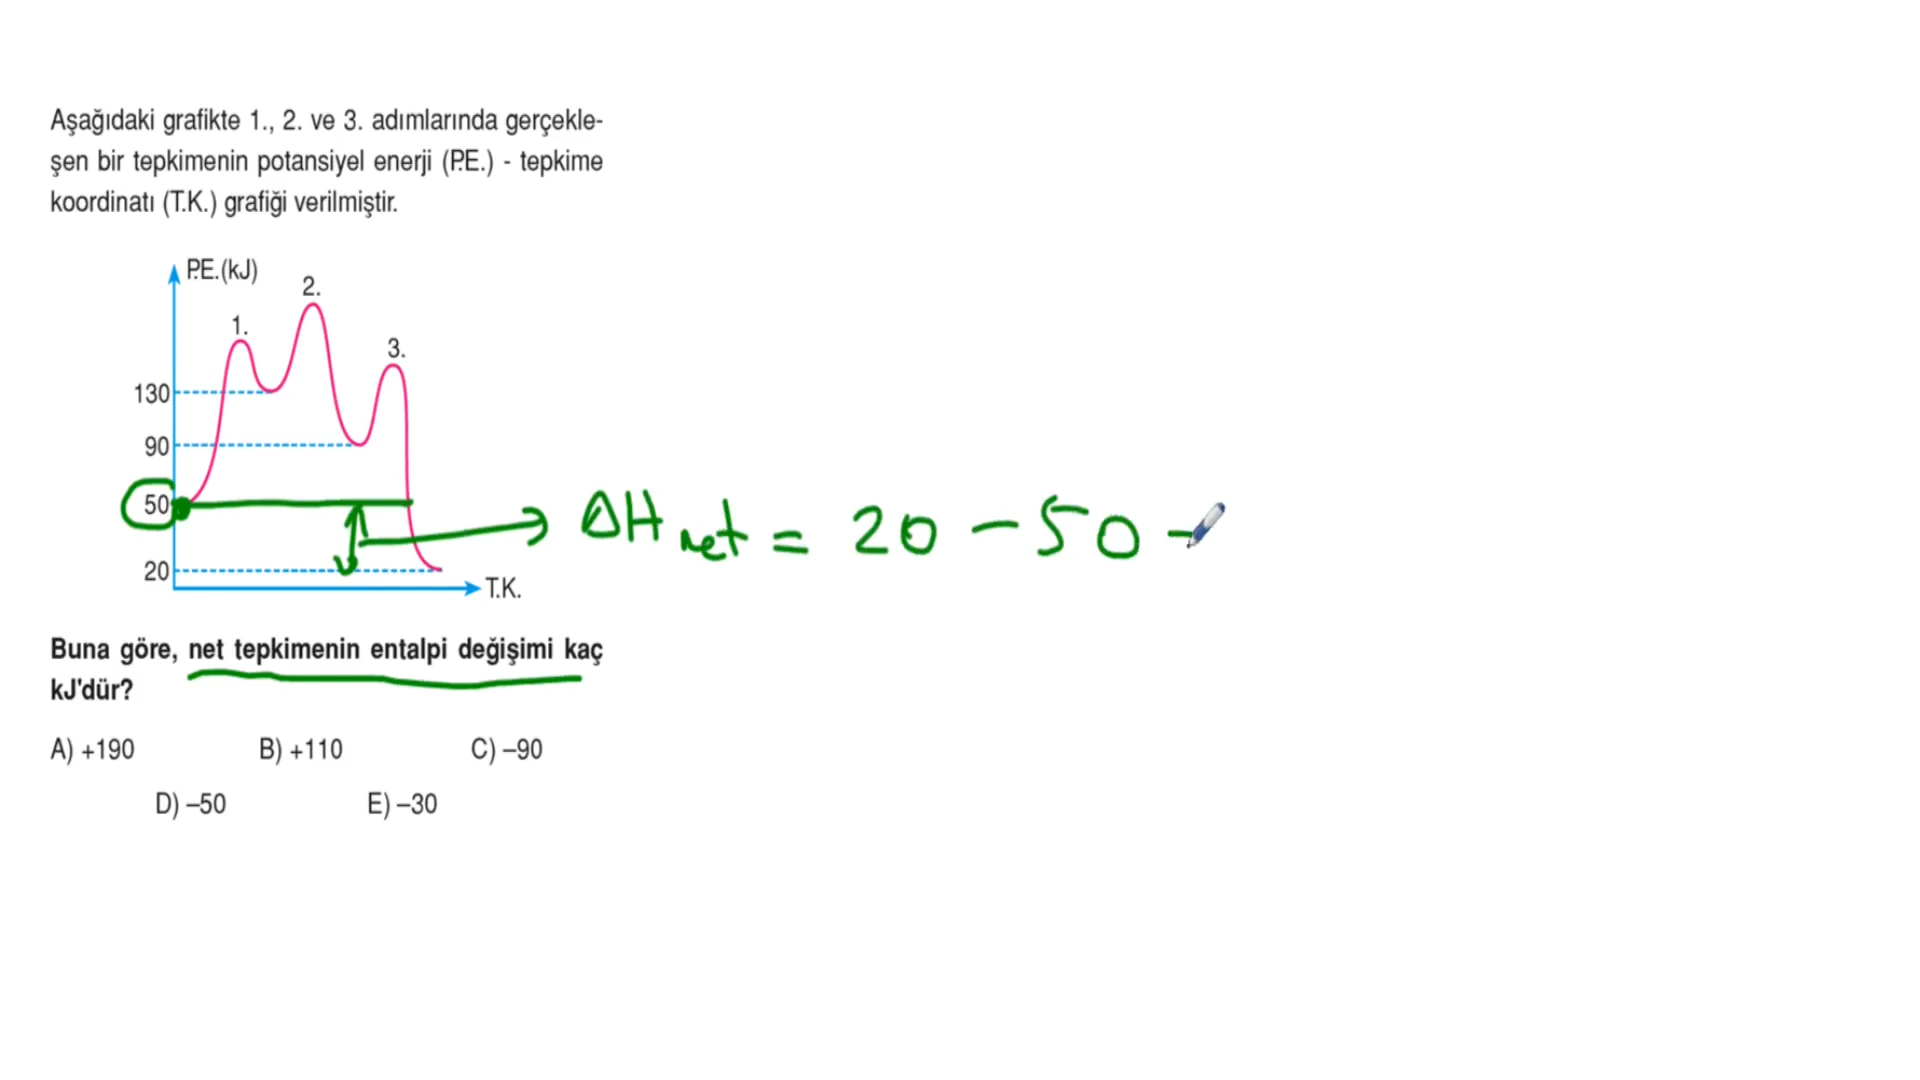 Aşağıdaki grafikte 1., 2. ve 3. adımlarında gerçekle-
şen bir tepkimenin potansiyel enerji (P.E.) - tepkime
koordinatı (T.K.) grafiği verilmiştir.
P.E.(kJ)
2.
1.
3.
130
90
50
20
T.K.
ΔH net = 20 - 50 -
Buna göre, net tepkimenin entalpi değişimi kaç
kJ'dür?
A) +190 B) +110 C) –90
D) –50 E) –30